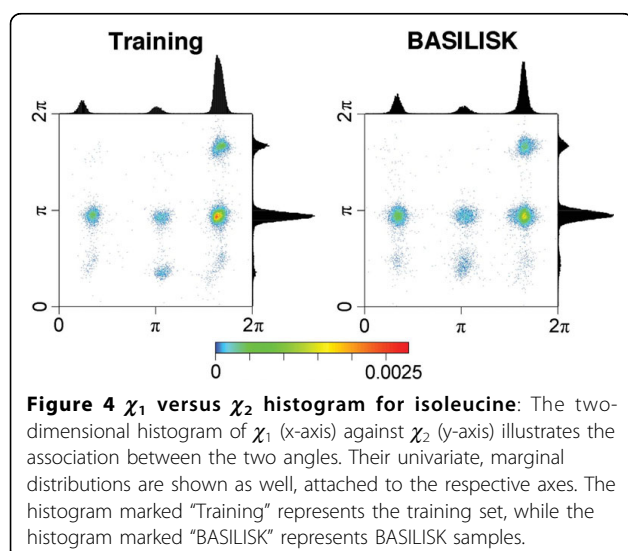 Training
BASILISK
2π
π
0
0
π
2π
2π
π
0
0
π
2π
0
0.0025
Figure 4 χ₁ versus χ₂ histogram for isoleucine: The two-
dimensional histogram of χ₁ (x-axis) against χ₂ (y-axis) illustrates the
association between the two angles. Their univariate, marginal
distributions are shown as well, attached to the respective axes. The
histogram marked “Training” represents the training set, while the
histogram marked “BASILISK” represents BASILISK samples.